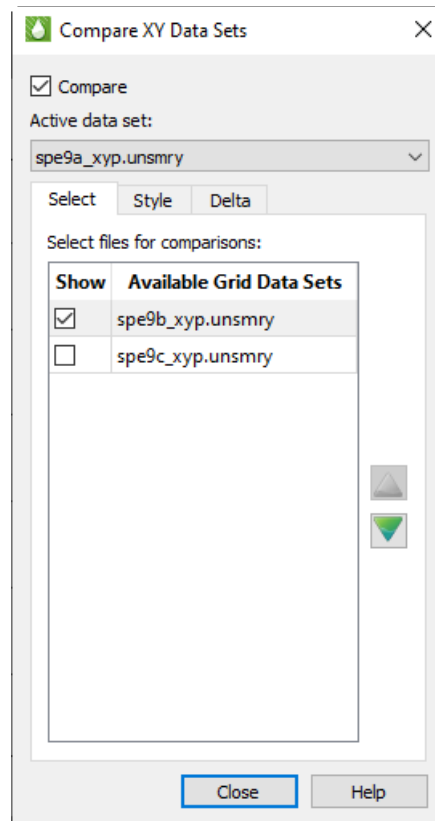 Compare XY Data Sets
Compare
Active data set:
spe9a_xyp.unsmry
Select Style Delta
Select files for comparisons:
Show Available Grid Data Sets
spe9b_xyp.unsmry
spe9c_xyp.unsmry
Close Help